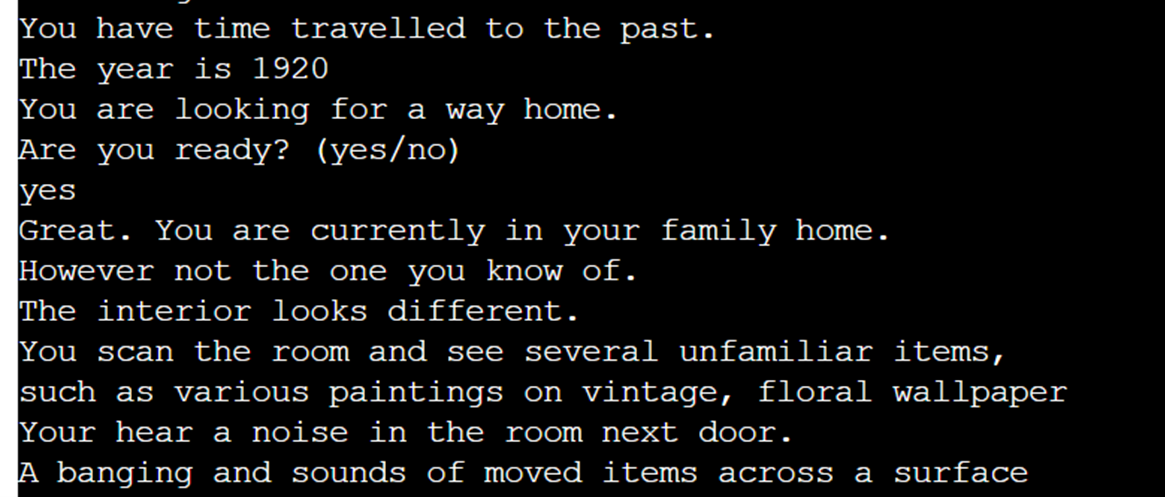 You have time travelled to the past.
The year is 1920
You are looking for a way home.
Are you ready? (yes/no)
yes
Great. You are currently in your family home.
However not the one you know of.
The interior looks different.
You scan the room and see several unfamiliar items,
such as various paintings on vintage, floral wallpaper
Your hear a noise in the room next door.
A banging and sounds of moved items across a surface